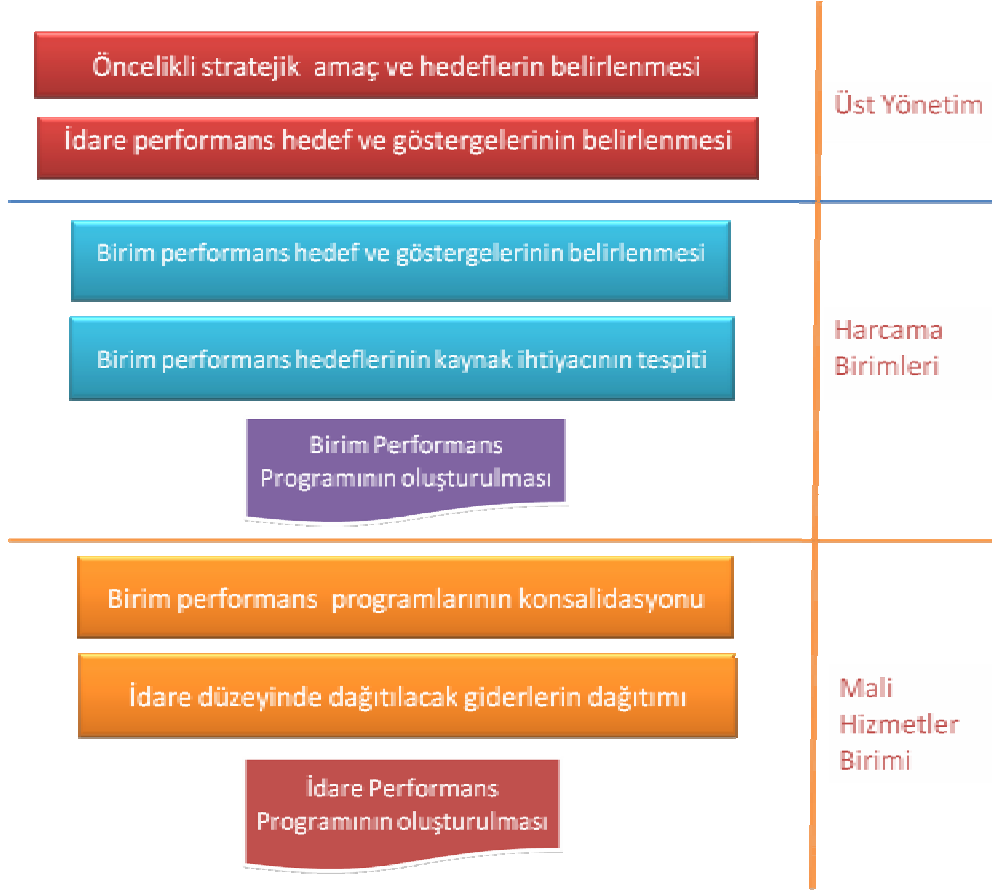 Öncelikli stratejik amaç ve hedeflerin belirlenmesi
İdare performans hedef ve göstergelerinin belirlenmesi
Üst Yönetim
Birim performans hedef ve göstergelerinin belirlenmesi
Birim performans hedeflerinin kaynak ihtiyacının tespiti
Birim Performans
Programının oluşturulması
Harcama
Birimleri
Birim performans programlarının konsalidasyonu
İdare düzeyinde dağıtılacak giderlerin dağıtımı
İdare Performans
Programının oluşturulması
Mali
Hizmetler
Birimi